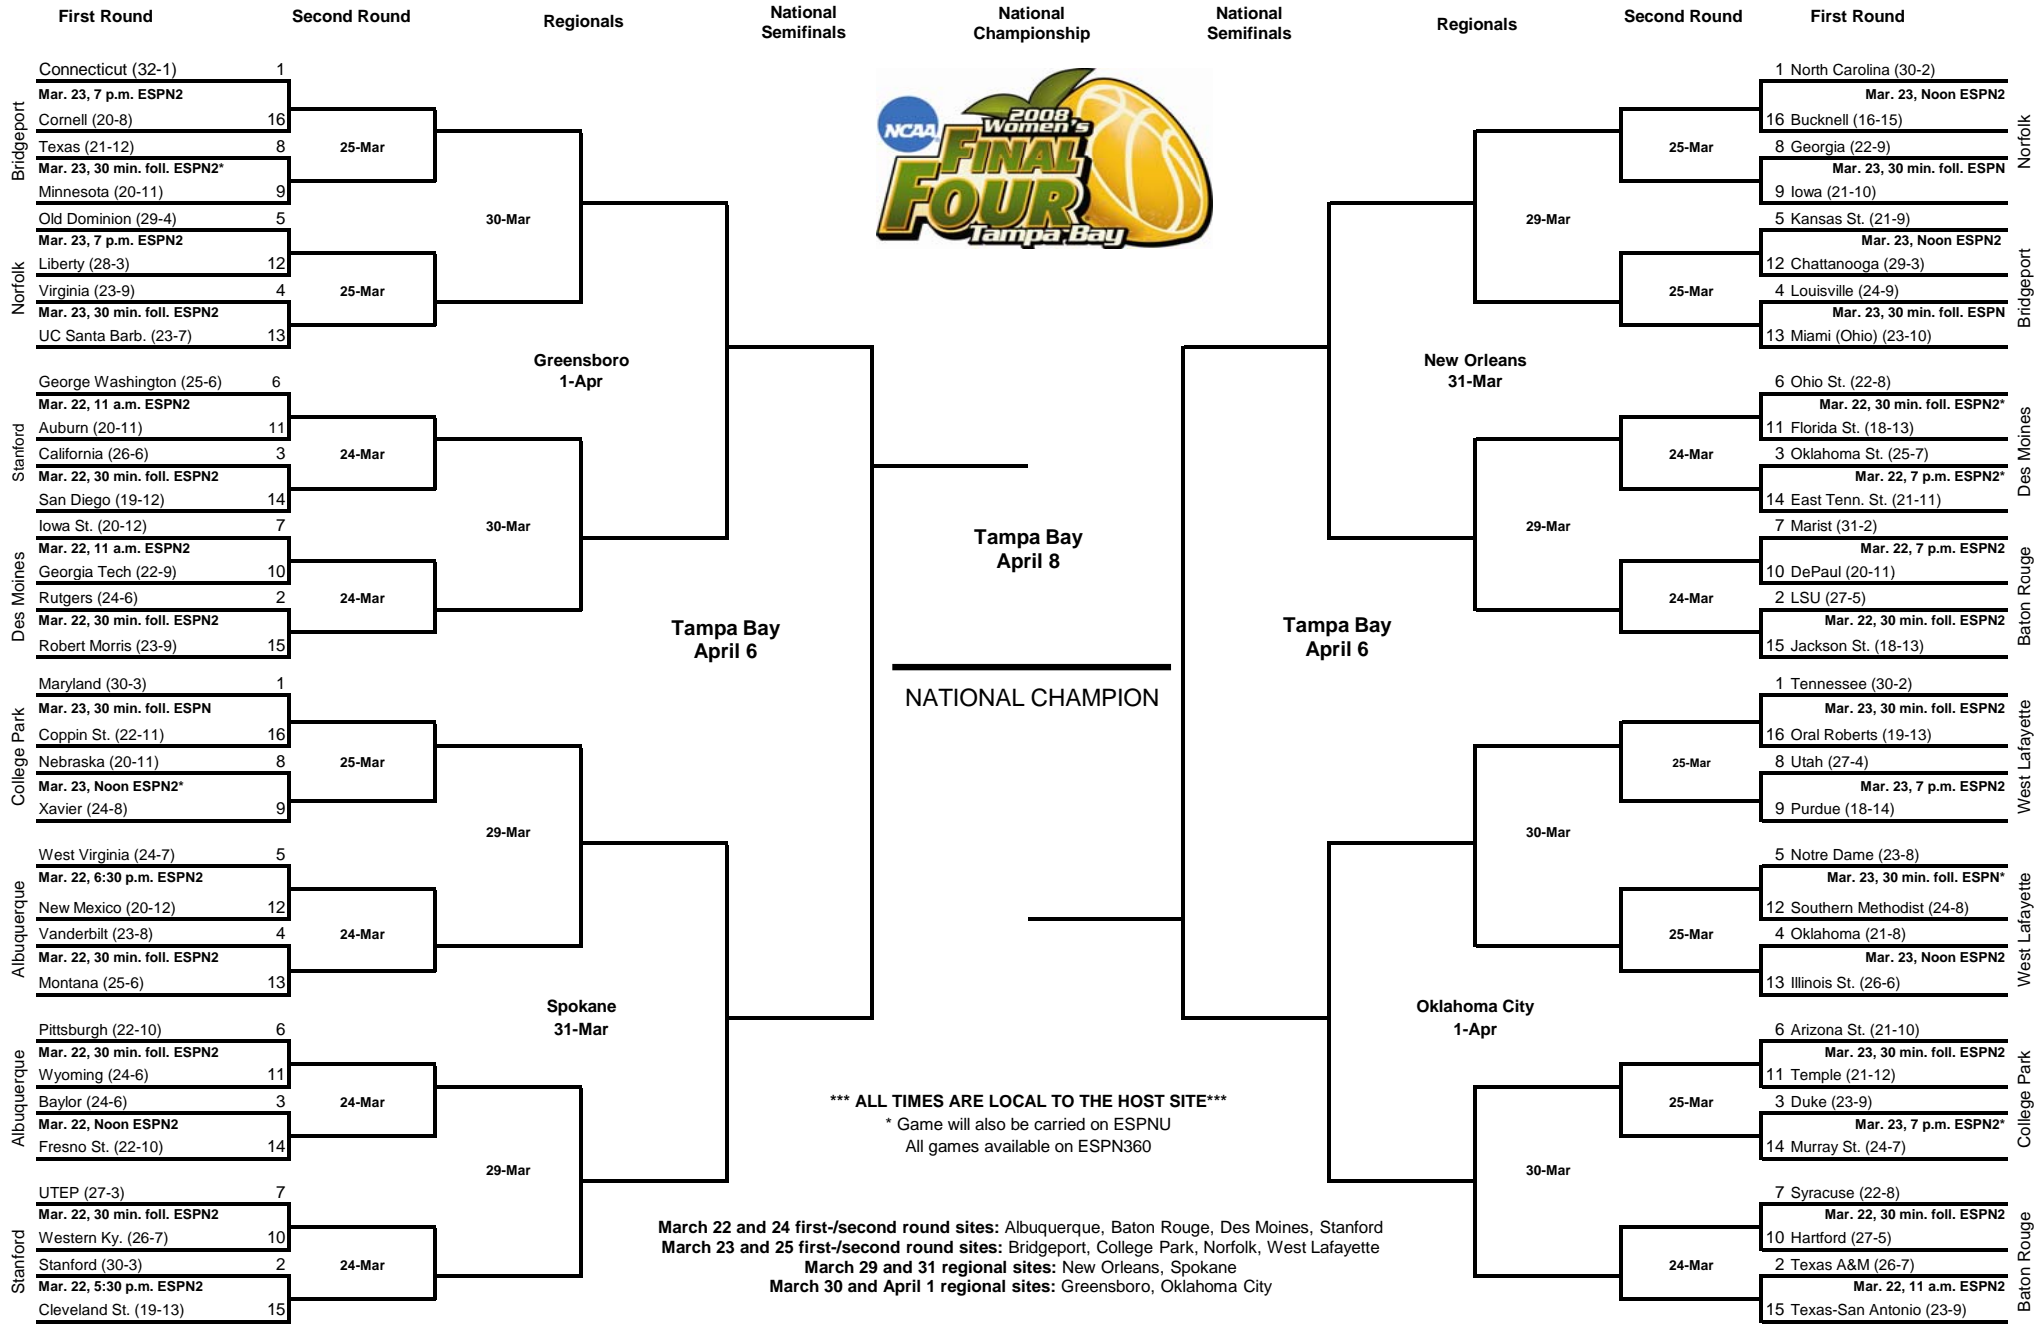 First Round
Second Round
Regionals
National
Semifinals
National
Championship
National
Semifinals
Regionals
Second Round
First Round
Bridgeport
Connecticut (32-1) 1
Mar. 23, 7 p.m. ESPN2
Cornell (20-8) 16
25-Mar
Texas (21-12) 8
Mar. 23, 30 min. foll. ESPN2*
Minnesota (20-11) 9
30-Mar
Norfolk
Old Dominion (29-4) 5
Mar. 23, 7 p.m. ESPN2
Liberty (28-3) 12
25-Mar
Virginia (23-9) 4
Mar. 23, 30 min. foll. ESPN2
UC Santa Barb. (23-7) 13
Greensboro
1-Apr
Stanford
George Washington (25-6) 6
Mar. 22, 11 a.m. ESPN2
Auburn (20-11) 11
24-Mar
California (26-6) 3
Mar. 22, 30 min. foll. ESPN2
San Diego (19-12) 14
30-Mar
Des Moines
Iowa St. (20-12) 7
Mar. 22, 11 a.m. ESPN2
Georgia Tech (22-9) 10
24-Mar
Rutgers (24-6) 2
Mar. 22, 30 min. foll. ESPN2
Robert Morris (23-9) 15
Tampa Bay
April 6
College Park
Maryland (30-3) 1
Mar. 23, 30 min. foll. ESPN
Coppin St. (22-11) 16
25-Mar
Nebraska (20-11) 8
Mar. 23, Noon ESPN2*
Xavier (24-8) 9
29-Mar
Albuquerque
West Virginia (24-7) 5
Mar. 22, 6:30 p.m. ESPN2
New Mexico (20-12) 12
24-Mar
Vanderbilt (23-8) 4
Mar. 22, 30 min. foll. ESPN2
Montana (25-6) 13
Spokane
31-Mar
Albuquerque
Pittsburgh (22-10) 6
Mar. 22, 30 min. foll. ESPN2
Wyoming (24-6) 11
24-Mar
Baylor (24-6) 3
Mar. 22, Noon ESPN2
Fresno St. (22-10) 14
29-Mar
Stanford
UTEP (27-3) 7
Mar. 22, 30 min. foll. ESPN2
Western Ky. (26-7) 10
24-Mar
Stanford (30-3) 2
Mar. 22, 5:30 p.m. ESPN2
Cleveland St. (19-13) 15
NCAA
2008
Women's
FINAL
FOUR
Tampa Bay
Tampa Bay
April 8
NATIONAL CHAMPION
*** ALL TIMES ARE LOCAL TO THE HOST SITE***
* Game will also be carried on ESPNU
All games available on ESPN360
March 22 and 24 first-/second round sites: Albuquerque, Baton Rouge, Des Moines, Stanford
March 23 and 25 first-/second round sites: Bridgeport, College Park, Norfolk, West Lafayette
March 29 and 31 regional sites: New Orleans, Spokane
March 30 and April 1 regional sites: Greensboro, Oklahoma City
1 North Carolina (30-2)
Mar. 23, Noon ESPN2
16 Bucknell (16-15)
25-Mar
8 Georgia (22-9)
Mar. 23, 30 min. foll. ESPN
9 Iowa (21-10)
Norfolk
29-Mar
5 Kansas St. (21-9)
Mar. 23, Noon ESPN2
12 Chattanooga (29-3)
25-Mar
4 Louisville (24-9)
Mar. 23, 30 min. foll. ESPN
13 Miami (Ohio) (23-10)
Bridgeport
New Orleans
31-Mar
6 Ohio St. (22-8)
Mar. 22, 30 min. foll. ESPN2*
11 Florida St. (18-13)
24-Mar
3 Oklahoma St. (25-7)
Mar. 22, 7 p.m. ESPN2*
14 East Tenn. St. (21-11)
Des Moines
29-Mar
7 Marist (31-2)
Mar. 22, 7 p.m. ESPN2
10 DePaul (20-11)
24-Mar
2 LSU (27-5)
Mar. 22, 30 min. foll. ESPN2
15 Jackson St. (18-13)
Baton Rouge
Tampa Bay
April 6
1 Tennessee (30-2)
Mar. 23, 30 min. foll. ESPN2
16 Oral Roberts (19-13)
25-Mar
8 Utah (27-4)
Mar. 23, 7 p.m. ESPN2
9 Purdue (18-14)
West Lafayette
30-Mar
5 Notre Dame (23-8)
Mar. 23, 30 min. foll. ESPN*
12 Southern Methodist (24-8)
25-Mar
4 Oklahoma (21-8)
Mar. 23, Noon ESPN2
13 Illinois St. (26-6)
West Lafayette
Oklahoma City
1-Apr
6 Arizona St. (21-10)
Mar. 23, 30 min. foll. ESPN2
11 Temple (21-12)
25-Mar
3 Duke (23-9)
Mar. 23, 7 p.m. ESPN2*
14 Murray St. (24-7)
College Park
30-Mar
7 Syracuse (22-8)
Mar. 22, 30 min. foll. ESPN2
10 Hartford (27-5)
24-Mar
2 Texas A&M (26-7)
Mar. 22, 11 a.m. ESPN2
15 Texas-San Antonio (23-9)
Baton Rouge